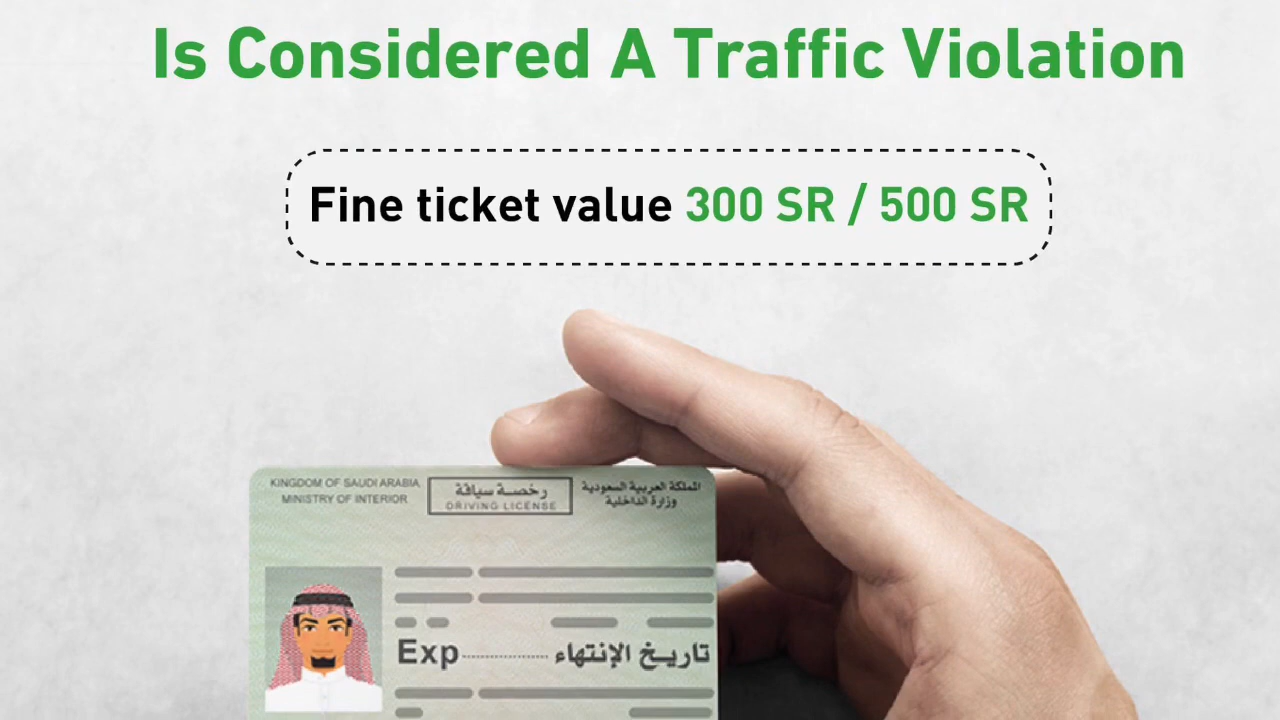 Is Considered A Traffic Violation
Fine ticket value 300 SR / 500 SR
KINGDOM OF SAUDI ARABIA
MINISTRY OF INTERIOR
رخصة سياقة
DRIVING LICENSE
المملكة العربية السعودية
وزارة الداخلية
Exp تاريخ الإنتهاء